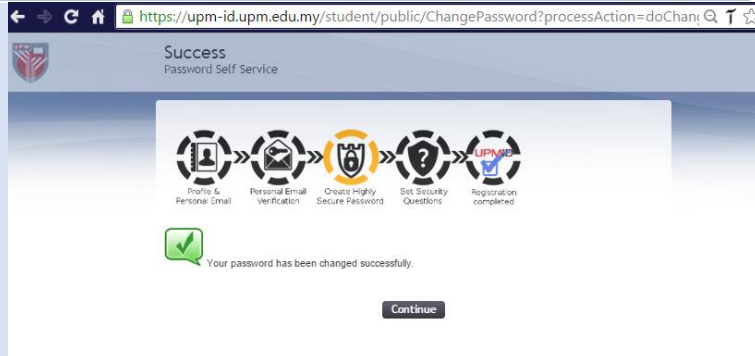 https://upm-id.upm.edu.my/student/public/ChangePassword?processAction=doChang
UPM
Success
Password Self Service
UPMID
Profile &
Personal Email
Personal Email
Verification
Create Highly
Secure Password
Set Security
Questions
Registration
completed
Your password has been changed successfully.
Continue